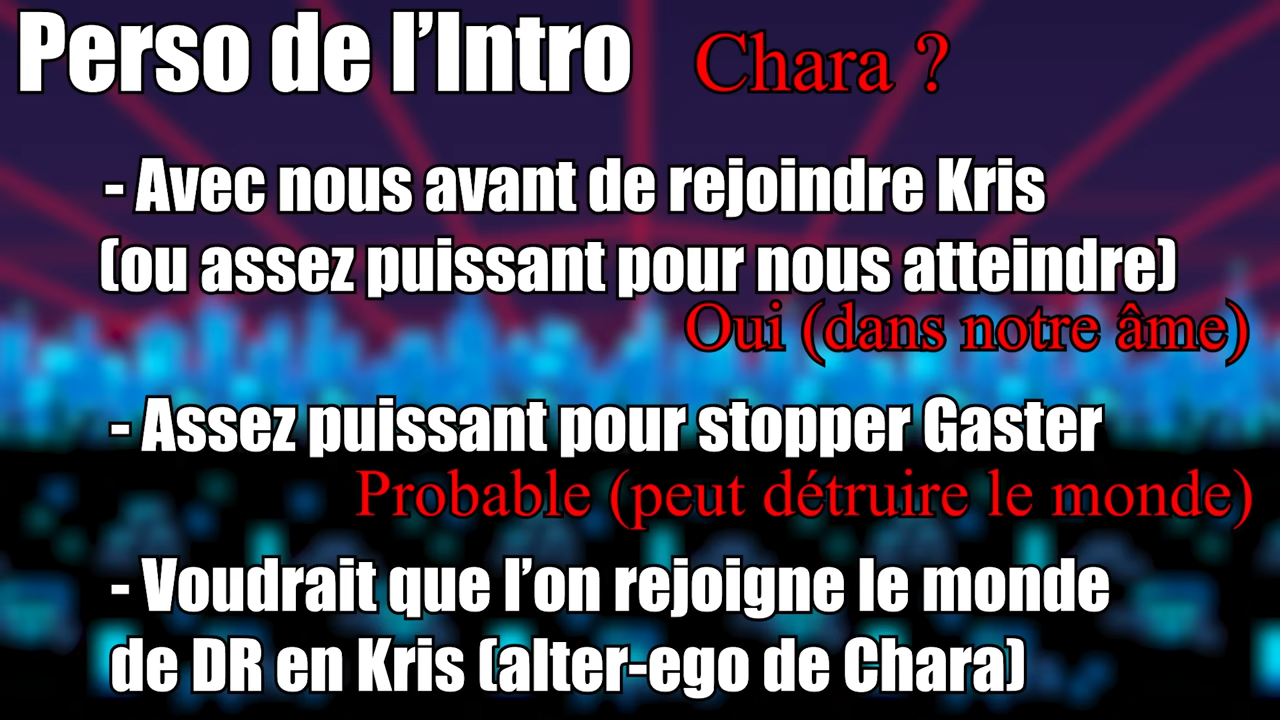 Perso de l’Intro Chara ?
- Avec nous avant de rejoindre Kris
(ou assez puissant pour nous atteindre)
Oui (dans notre âme)
- Assez puissant pour stopper Gaster
Probable (peut détruire le monde)
- Voudrait que l’on rejoigne le monde
de DR en Kris (alter-ego de Chara)